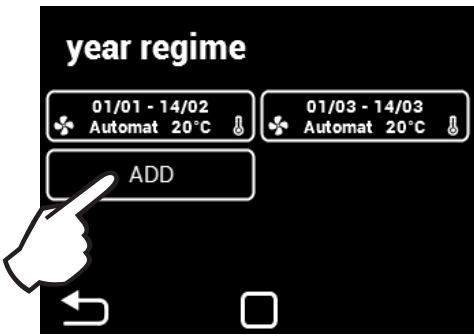 year regime
01/01 - 14/02
Automat 20°C
01/03 - 14/03
Automat 20°C
ADD